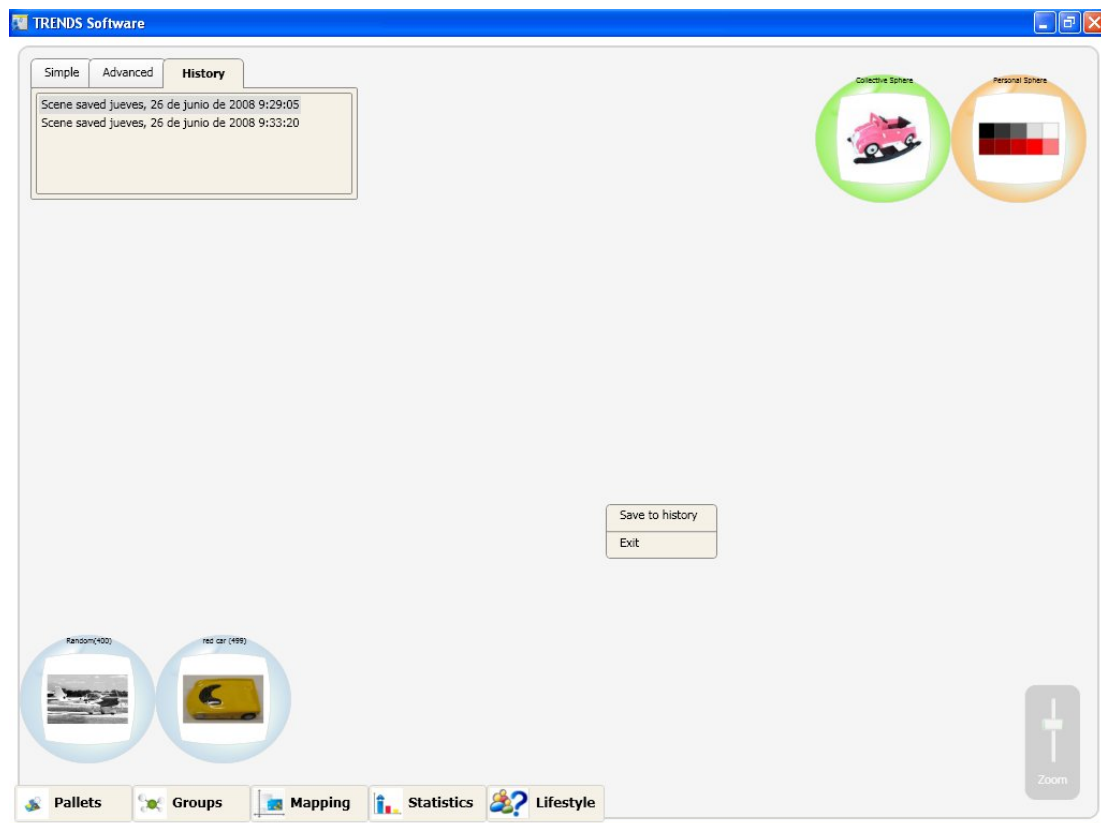 TRENDS Software
Simple Advanced History
Scene saved jueves, 26 de junio de 2008 9:29:05
Scene saved jueves, 26 de junio de 2008 9:33:20
Collective Sphere
Personal Sphere
Save to history
Exit
Random(400)
red car (499)
Zoom
Pallets Groups Mapping Statistics Lifestyle